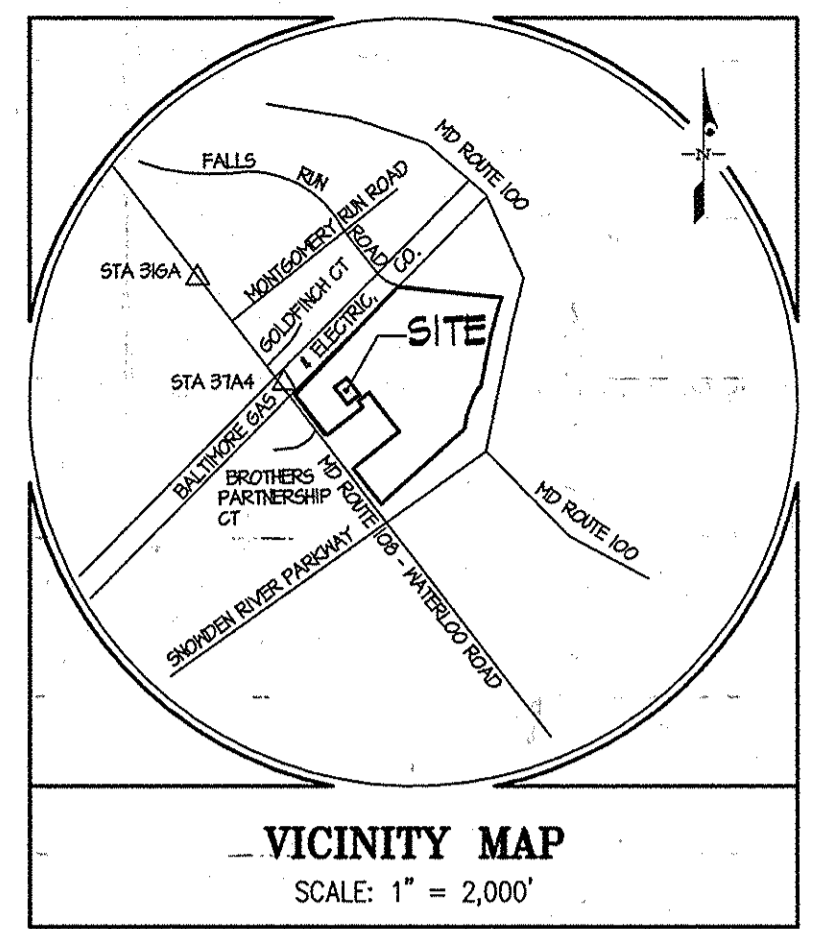 MD ROUTE 100
N
FALLS RUN ROAD
MONTGOMERY RUN ROAD
STA 31GA
GOLDFINCH CT
BALTIMORE GAS & ELECTRIC, CO.
SITE
STA 37A4
BROTHERS
PARTNERSHIP
CT
MD ROUTE 108 - WATERLOO ROAD
MD ROUTE 100
SNOWDEN RIVER PARKWAY
VICINITY MAP
SCALE: 1" = 2,000'